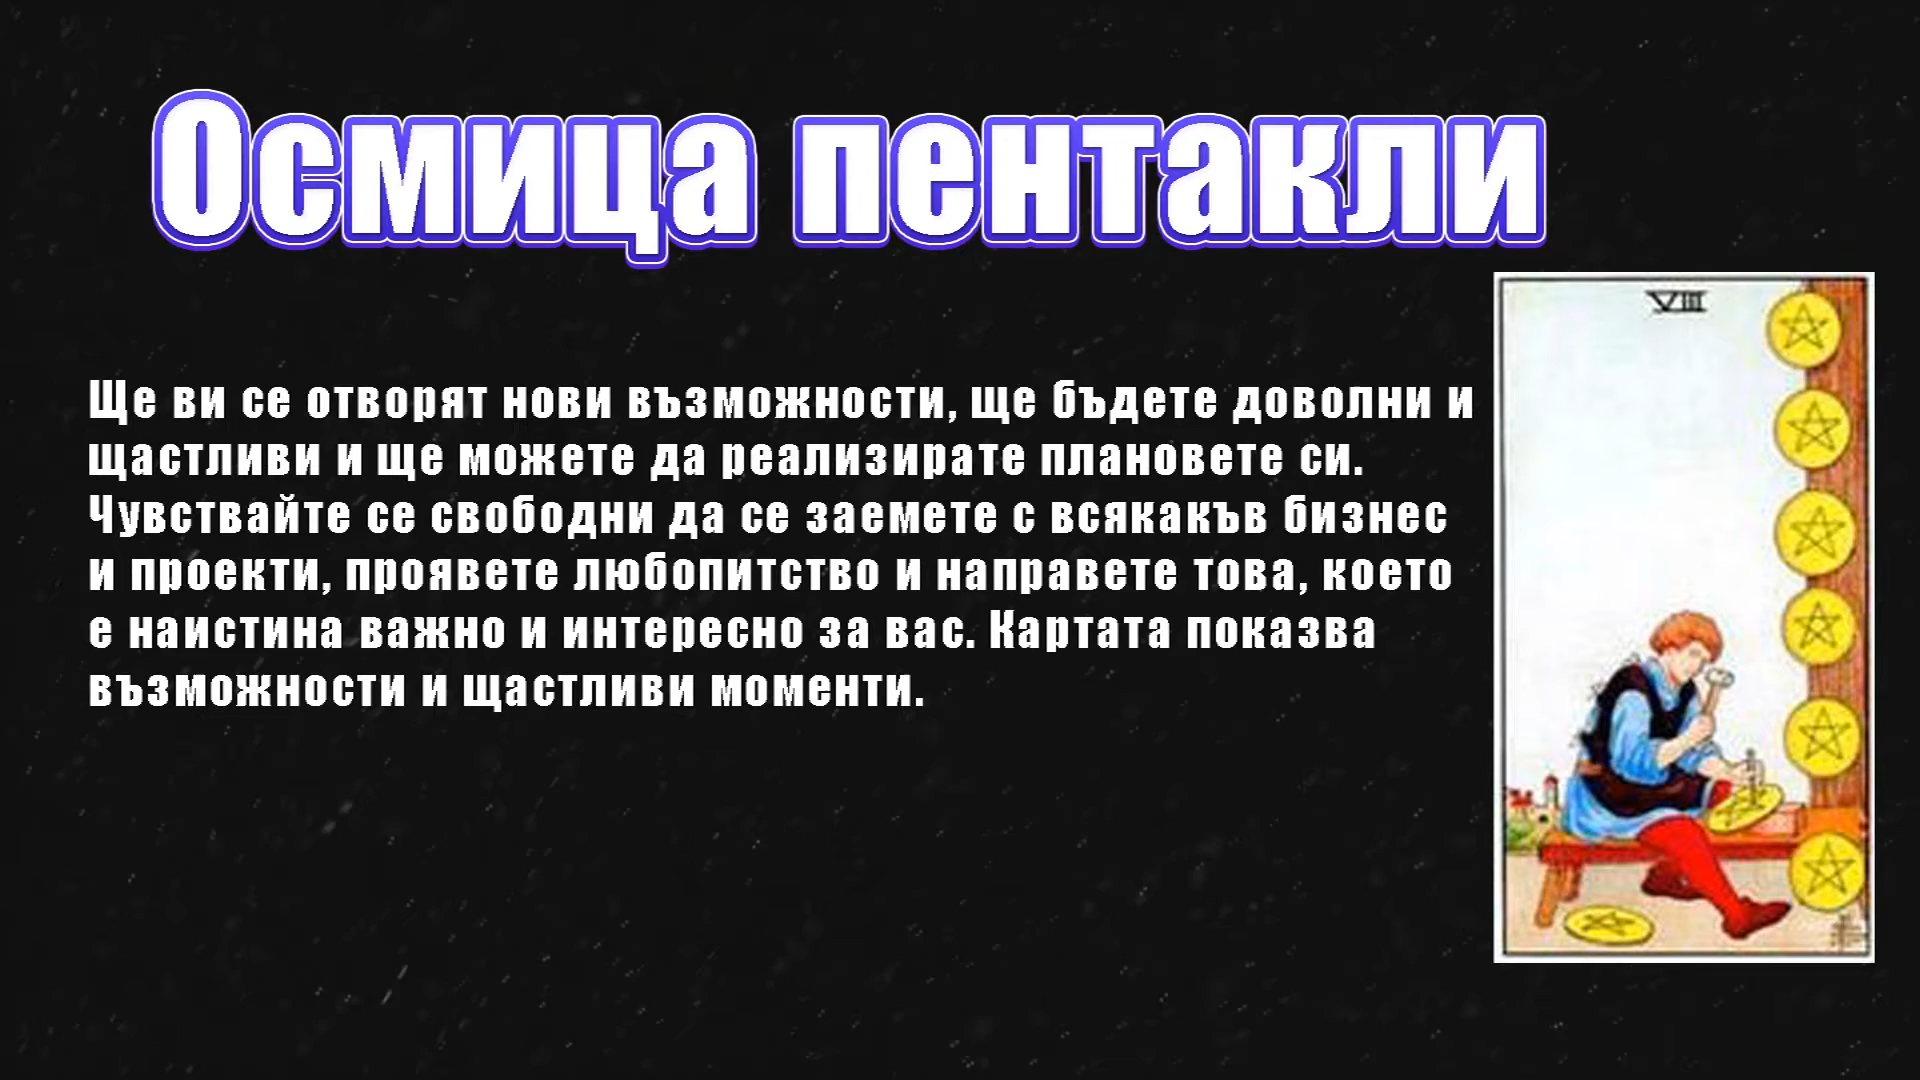 Осмица пентакли
VIII
Ще ви се отворят нови възможности, ще бъдете доволни и
щастливи и ще можете да реализирате плановете си.
Чувствайте се свободни да се заемете с всякакъв бизнес
и проекти, проявете любопитство и направете това, което
е наистина важно и интересно за вас. Картата показва
възможности и щастливи моменти.